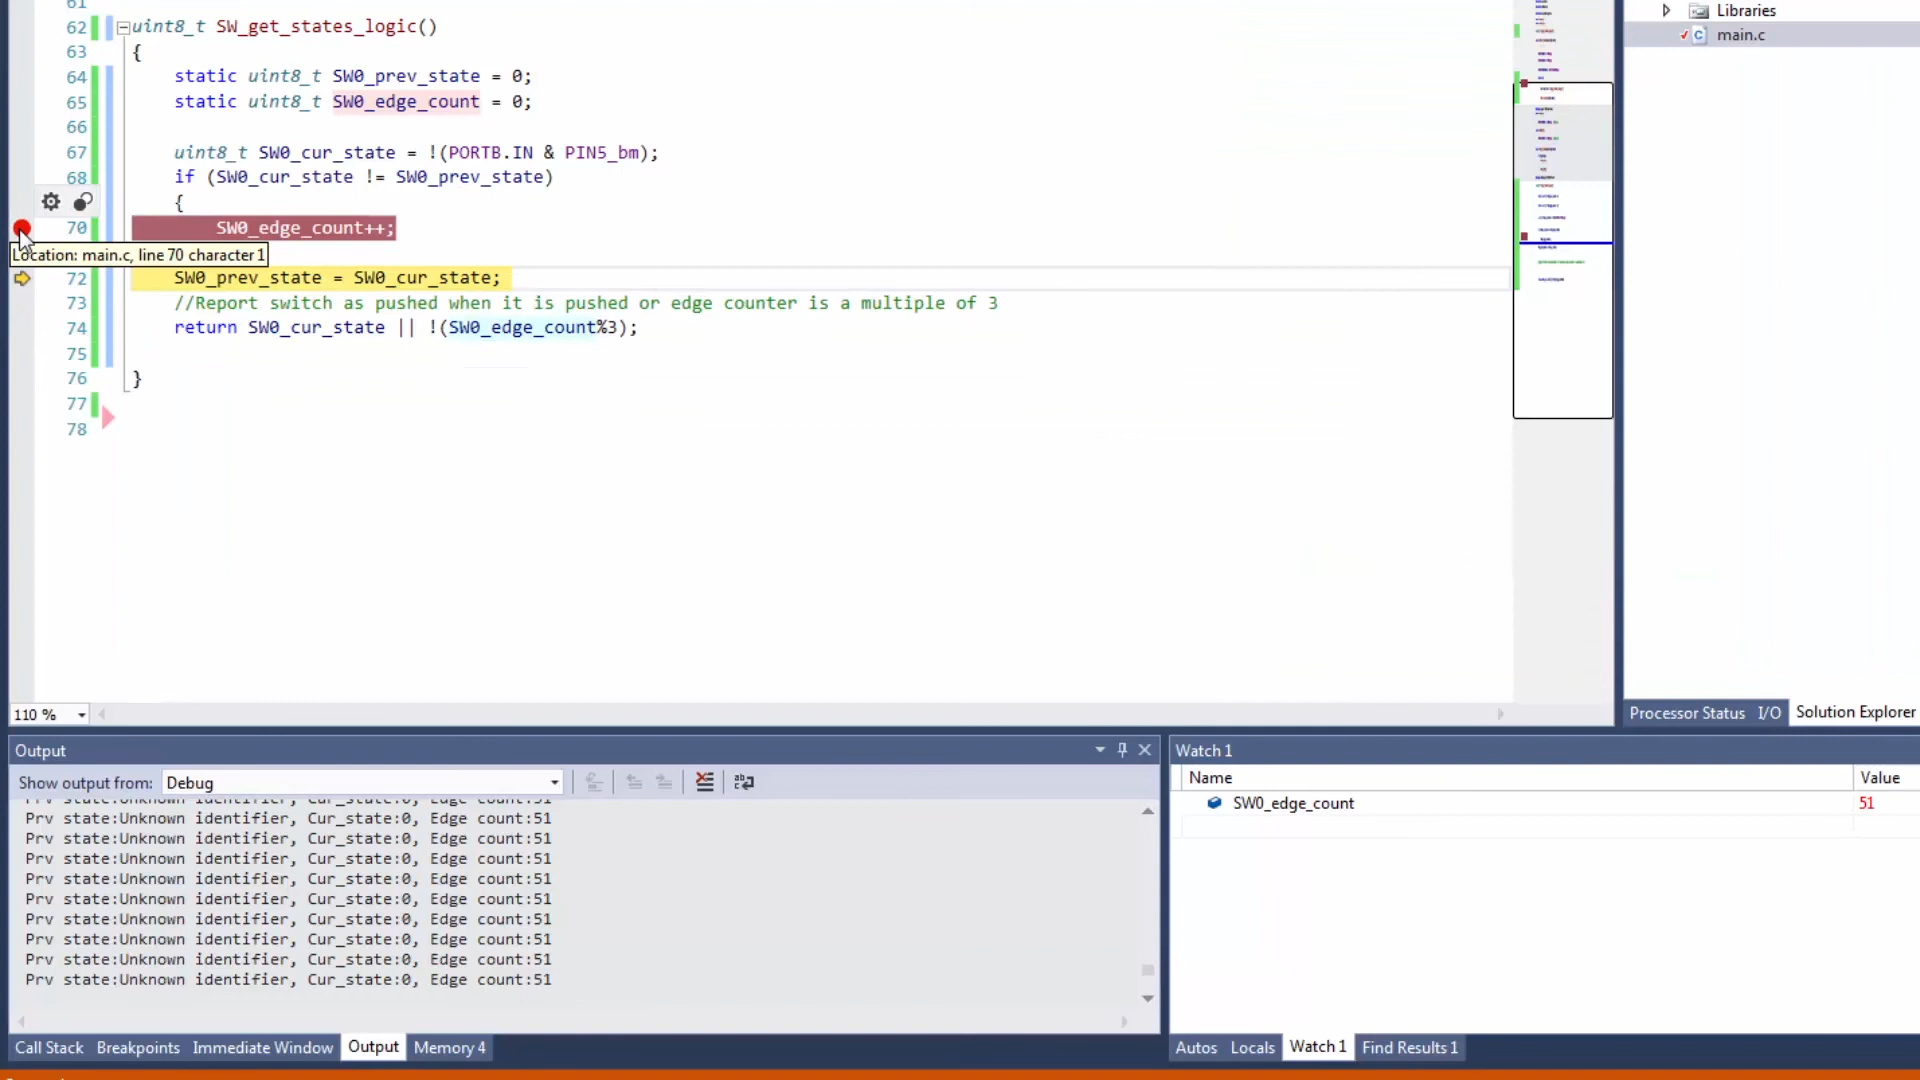 61
62 uint8_t SW_get_states_logic()
63 {
64 static uint8_t SW0_prev_state = 0;
65 static uint8_t SW0_edge_count = 0;
66
67 uint8_t SW0_cur_state = !(PORTB.IN & PIN5_bm);
68 if (SW0_cur_state != SW0_prev_state)
{
70 SW0_edge_count++;
Location: main.c, line 70 character 1
72 SW0_prev_state = SW0_cur_state;
73 //Report switch as pushed when it is pushed or edge counter is a multiple of 3
74 return SW0_cur_state || !(SW0_edge_count%3);
75
76 }
77
78
110 %
Libraries
main.c
Processor Status I/O Solution Explorer
Output
Show output from: Debug
Prv state:Unknown identifier, Cur_state:0, Edge count:51
Prv state:Unknown identifier, Cur_state:0, Edge count:51
Prv state:Unknown identifier, Cur_state:0, Edge count:51
Prv state:Unknown identifier, Cur_state:0, Edge count:51
Prv state:Unknown identifier, Cur_state:0, Edge count:51
Prv state:Unknown identifier, Cur_state:0, Edge count:51
Prv state:Unknown identifier, Cur_state:0, Edge count:51
Prv state:Unknown identifier, Cur_state:0, Edge count:51
Prv state:Unknown identifier, Cur_state:0, Edge count:51
Prv state:Unknown identifier, Cur_state:0, Edge count:51
Call Stack Breakpoints Immediate Window Output Memory 4
Watch 1
Name Value
SW0_edge_count 51
Autos Locals Watch 1 Find Results 1